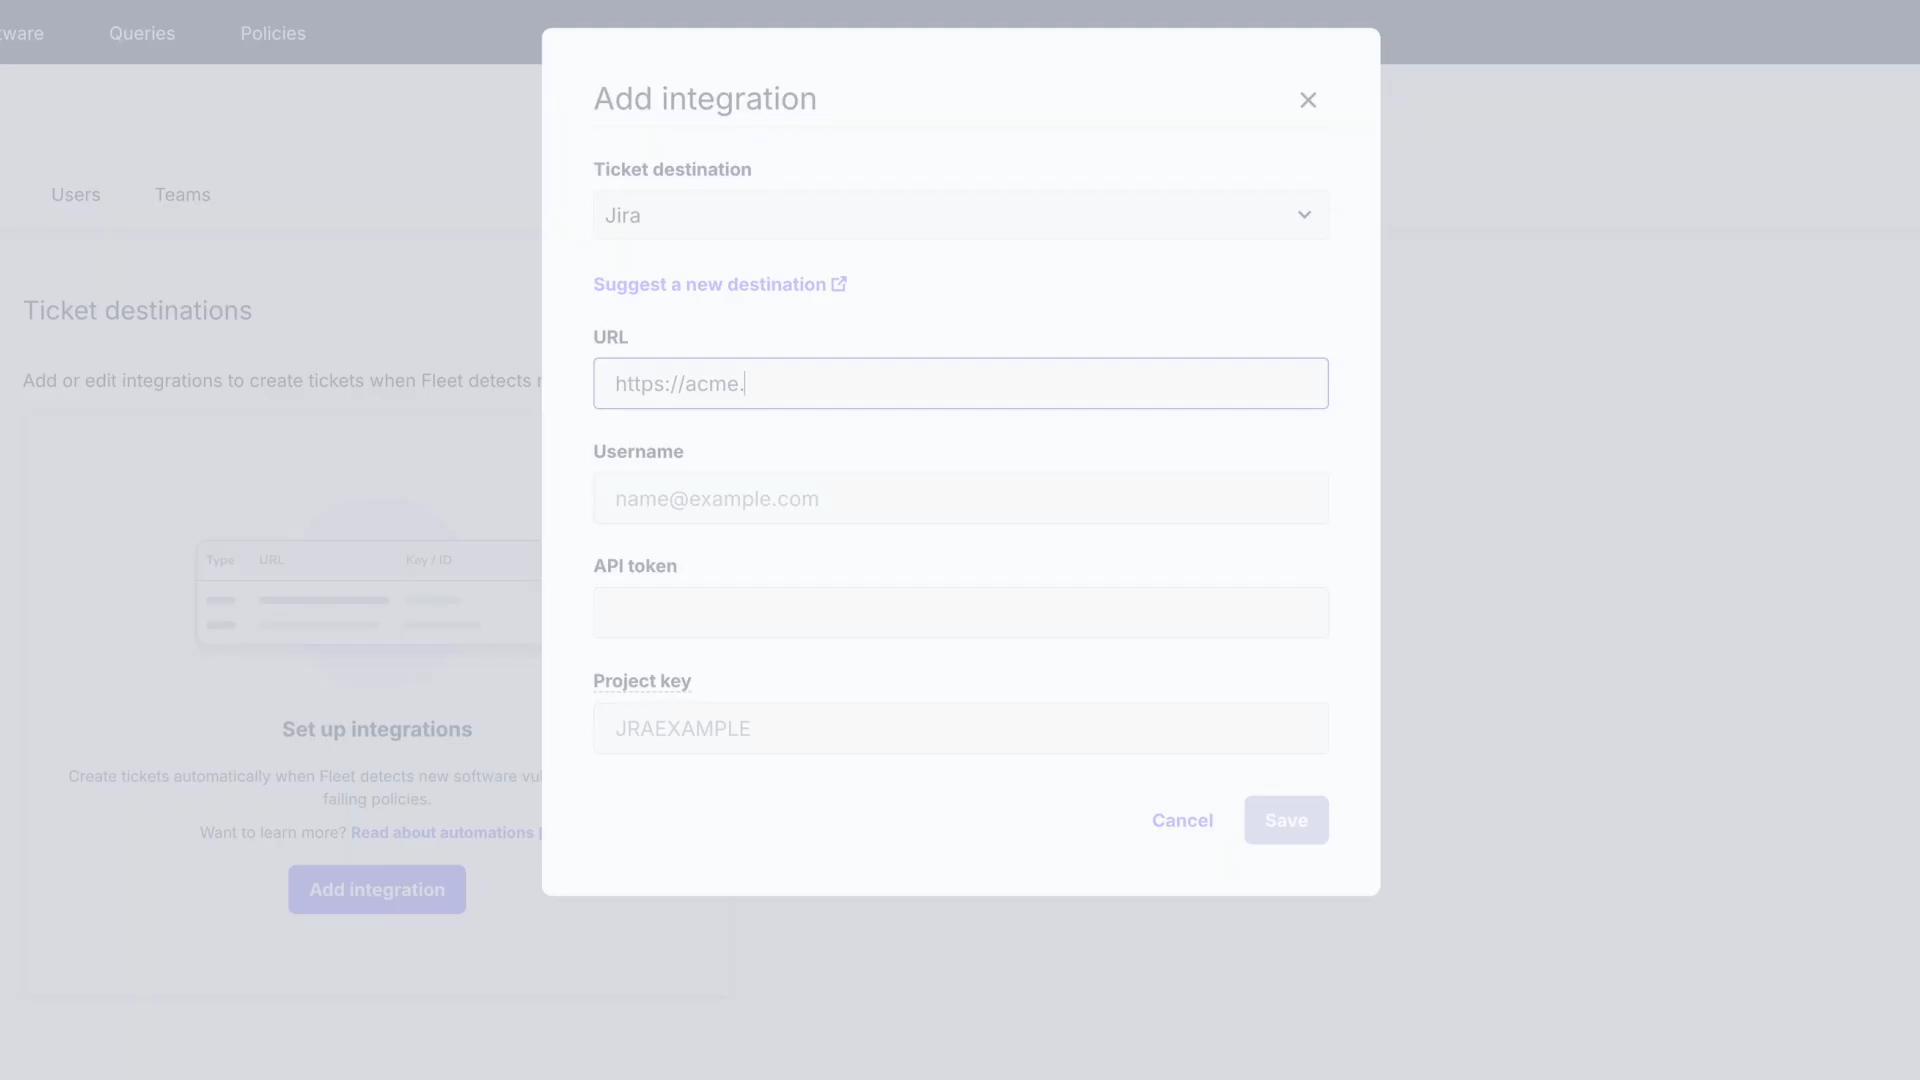 tware Queries Policies
Users Teams
Ticket destinations
Add or edit integrations to create tickets when Fleet detects
Type URL Key / ID
Set up integrations
Create tickets automatically when Fleet detects new software vul
failing policies.
Want to learn more? Read about automations
Add integration
Add integration
Ticket destination
Jira
Suggest a new destination
URL
https://acme.
Username
name@example.com
API token
Project key
JRAEXAMPLE
Cancel Save